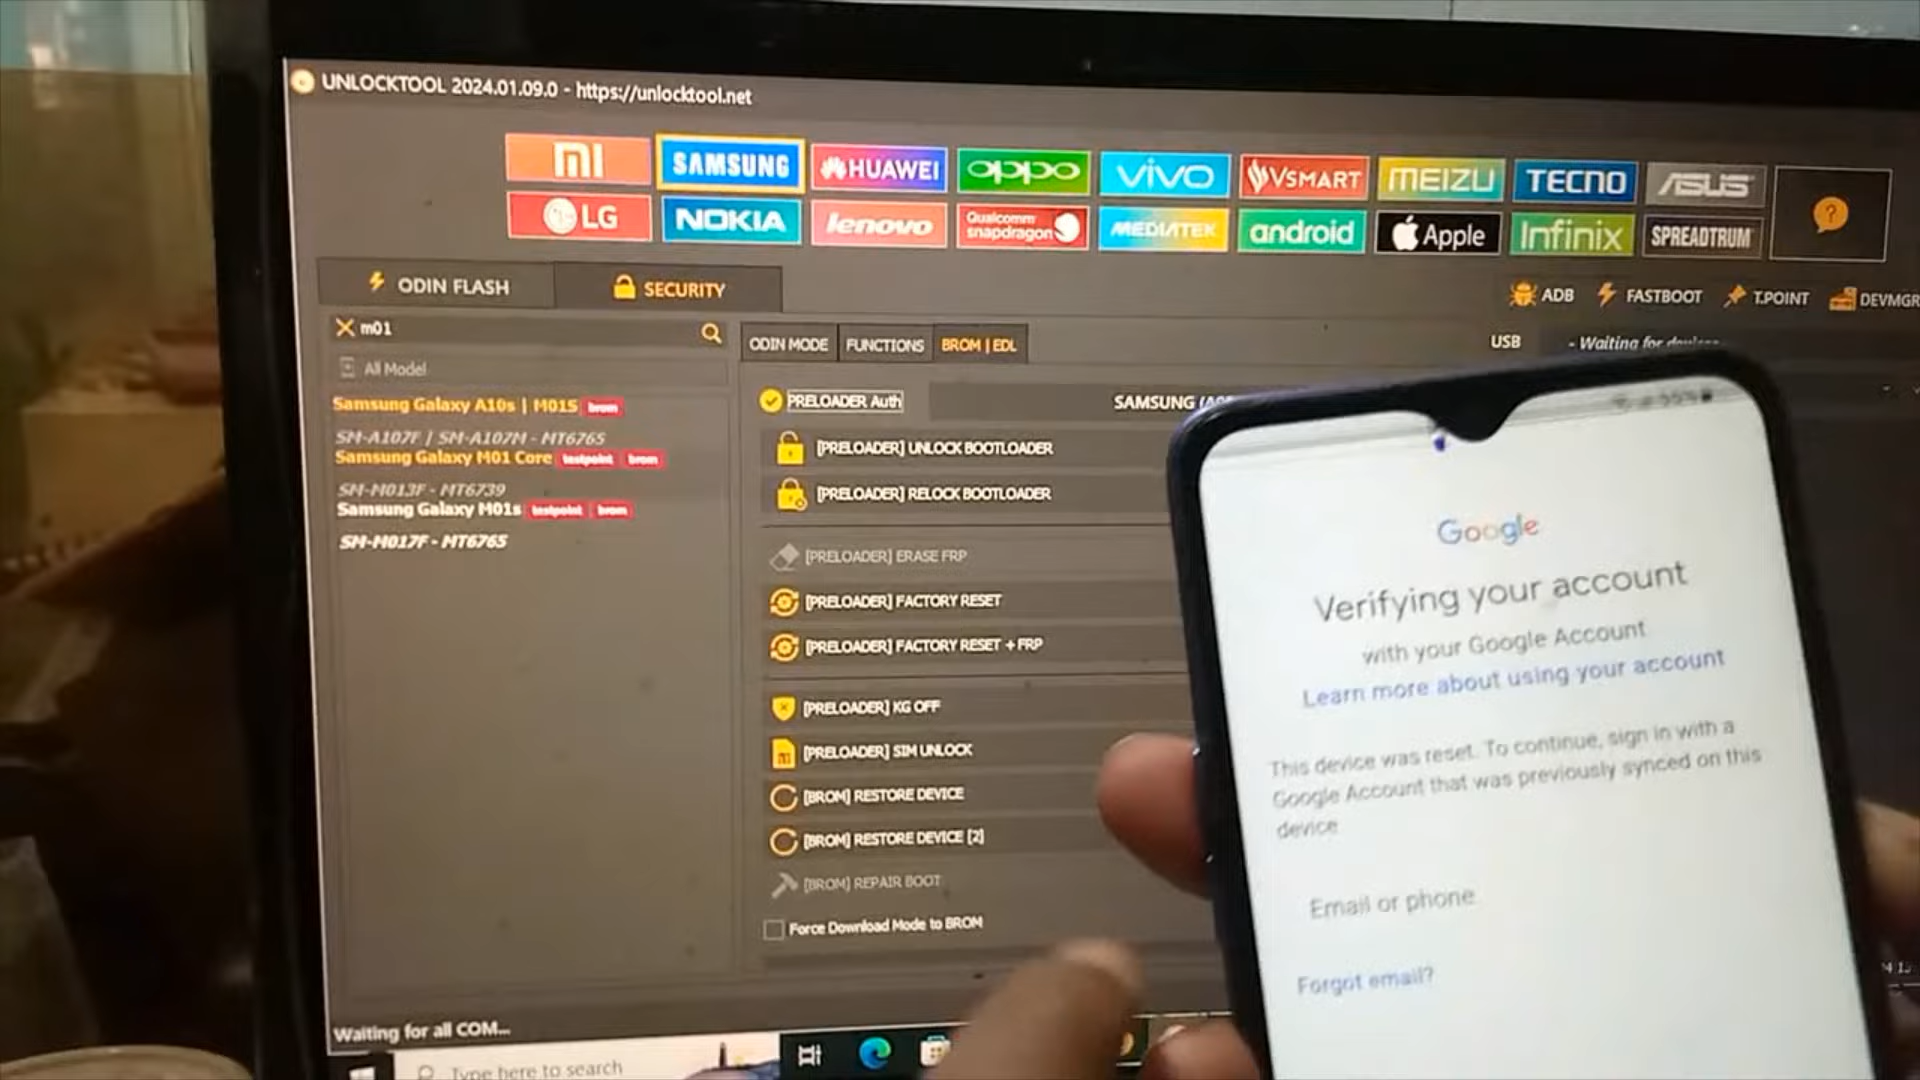 UNLOCKTOOL 2024.01.09.0 - https://unlocktool.net
MI SAMSUNG HUAWEI oppo vivo VSMART MEIZU TECNO ASUS
LG NOKIA lenovo Qualcomm snapdragon MEDIATEK android Apple Infinix SPREADTRUM
?
ODIN FLASH SECURITY
ADB FASTBOOT T.POINT DEVMGR
m01
ODIN MODE FUNCTIONS BROM | EDL
USB - Waiting for
All Model
Samsung Galaxy A10s | M01S brom
SM-A107F | SM-A107M - MT6765
Samsung Galaxy M01 Core testpoint brom
SM-M013F - MT6739
Samsung Galaxy M01s testpoint brom
SM-M017F - MT6765
PRELOADER Auth SAMSUNG
[PRELOADER] UNLOCK BOOTLOADER
[PRELOADER] RELOCK BOOTLOADER
[PRELOADER] ERASE FRP
[PRELOADER] FACTORY RESET
[PRELOADER] FACTORY RESET + FRP
[PRELOADER] KG OFF
[PRELOADER] SIM UNLOCK
[BROM] RESTORE DEVICE
[BROM] RESTORE DEVICE [2]
[BROM] REPAIR BOOT
Force Download Mode to BROM
Waiting for all COM...
Type here to search
Google
Verifying your account
with your Google Account
Learn more about using your account
This device was reset. To continue, sign in with a
Google Account that was previously synced on this
device
Email or phone
Forgot email?